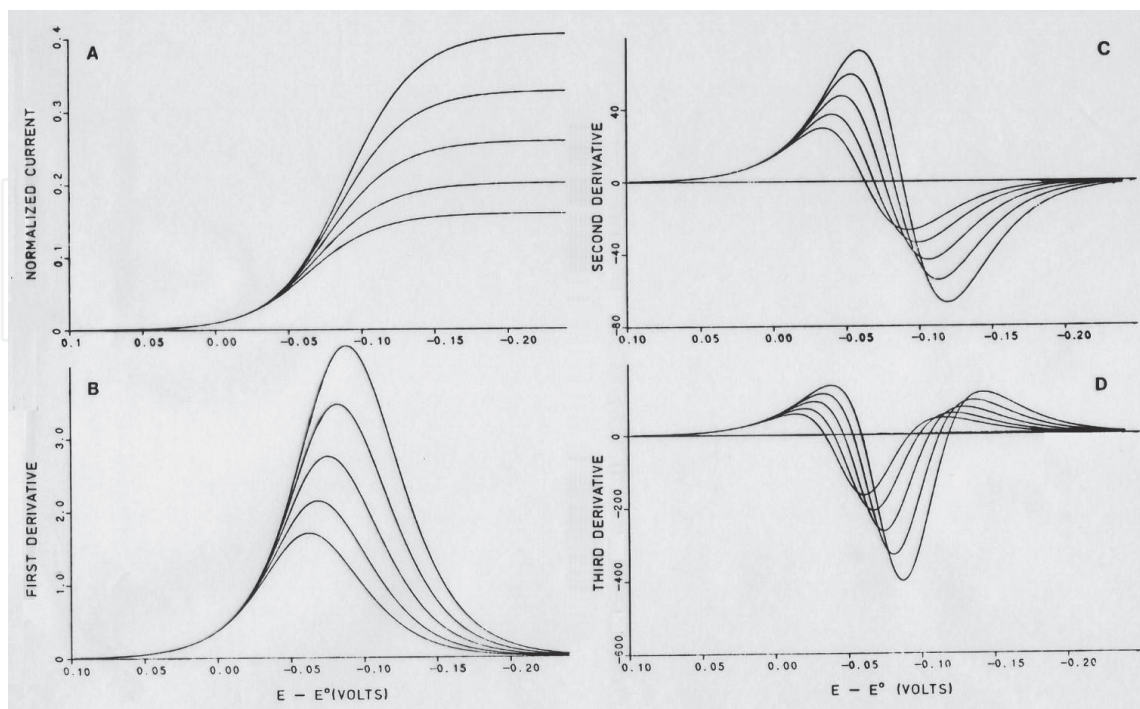 A
NORMALIZED CURRENT
0.4
0.3
0.2
0.1
0
0.10 0.05 0.00 -0.05 -0.10 -0.15 -0.20
B
FIRST DERIVATIVE
3.0
2.0
1.0
0
0.10 0.05 0.00 -0.05 -0.10 -0.15 -0.20
E - E° (VOLTS)
C
SECOND DERIVATIVE
40
0
-40
-80
0.10 0.05 0.00 -0.05 -0.10 -0.15 -0.20
D
THIRD DERIVATIVE
0
-200
-400
-600
0.10 0.05 0.00 -0.05 -0.10 -0.15 -0.20
E - E° (VOLTS)